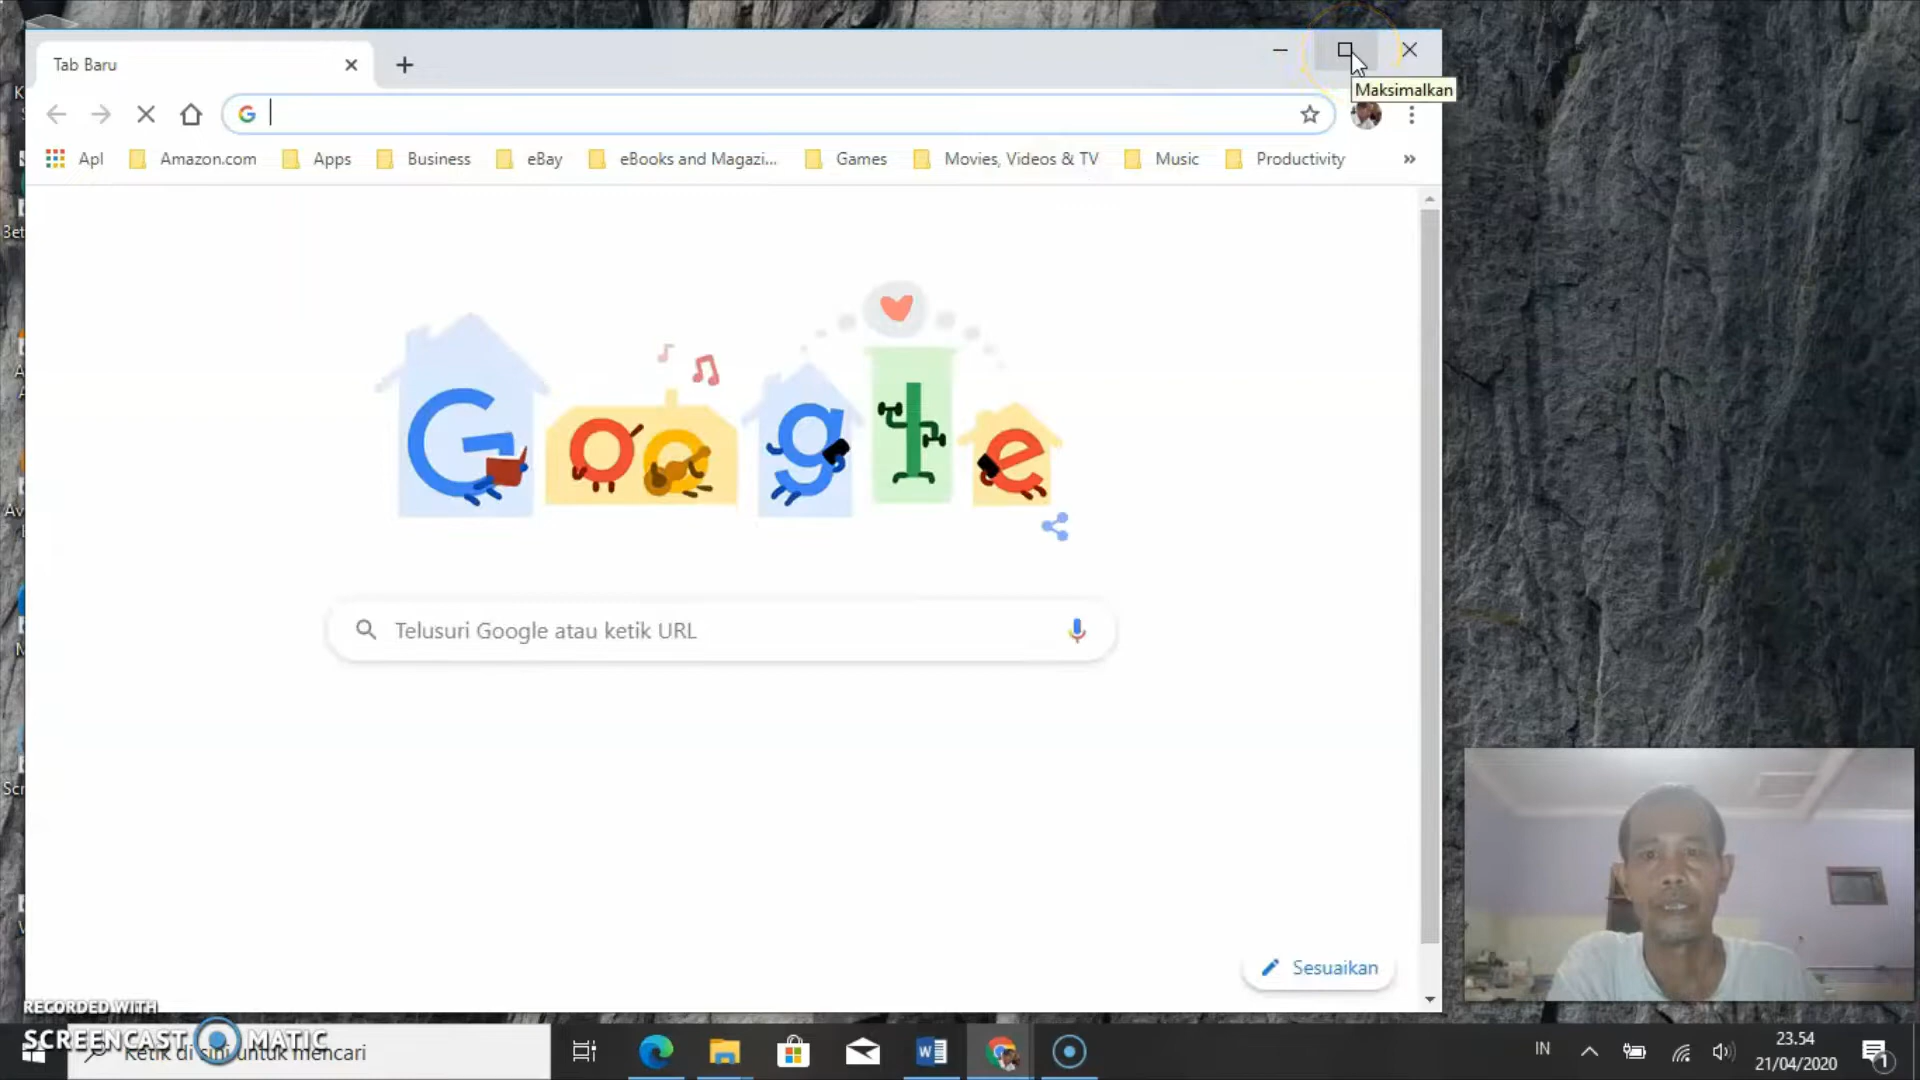 Tab Baru
Maksimalkan
Apl
Amazon.com
Apps
Business
eBay
eBooks and Magazi...
Games
Movies, Videos & TV
Music
Productivity
»
Google
Telusuri Google atau ketik URL
Sesuaikan
RECORDED WITH
SCREENCAST MATIC
Ketik di sini untuk mencari
IN
23.54
21/04/2020
1